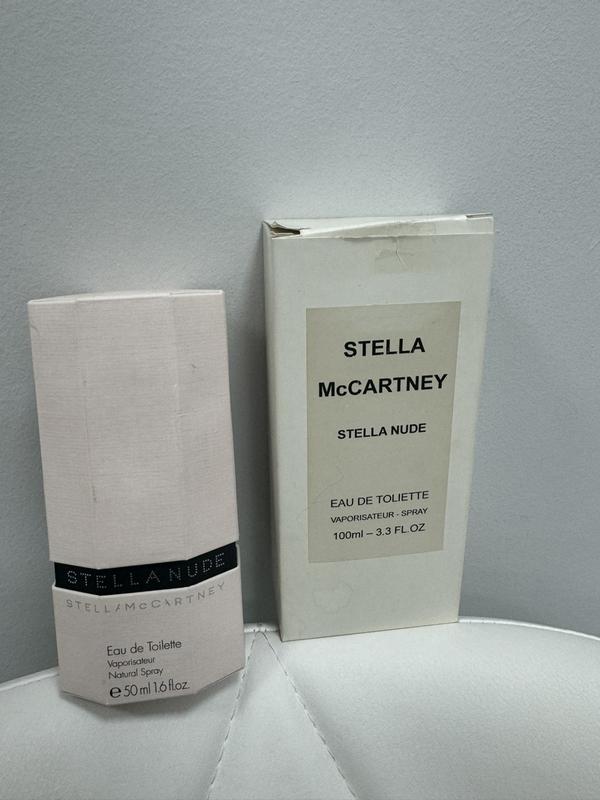 STELLA NUDE
STELLA McCARTNEY
Eau de Toilette
Vaporisateur
Natural Spray
e 50 ml 1.6 fl.oz.
STELLA
McCARTNEY
STELLA NUDE
EAU DE TOLIETTE
VAPORISATEUR - SPRAY
100ml – 3.3 FL.OZ